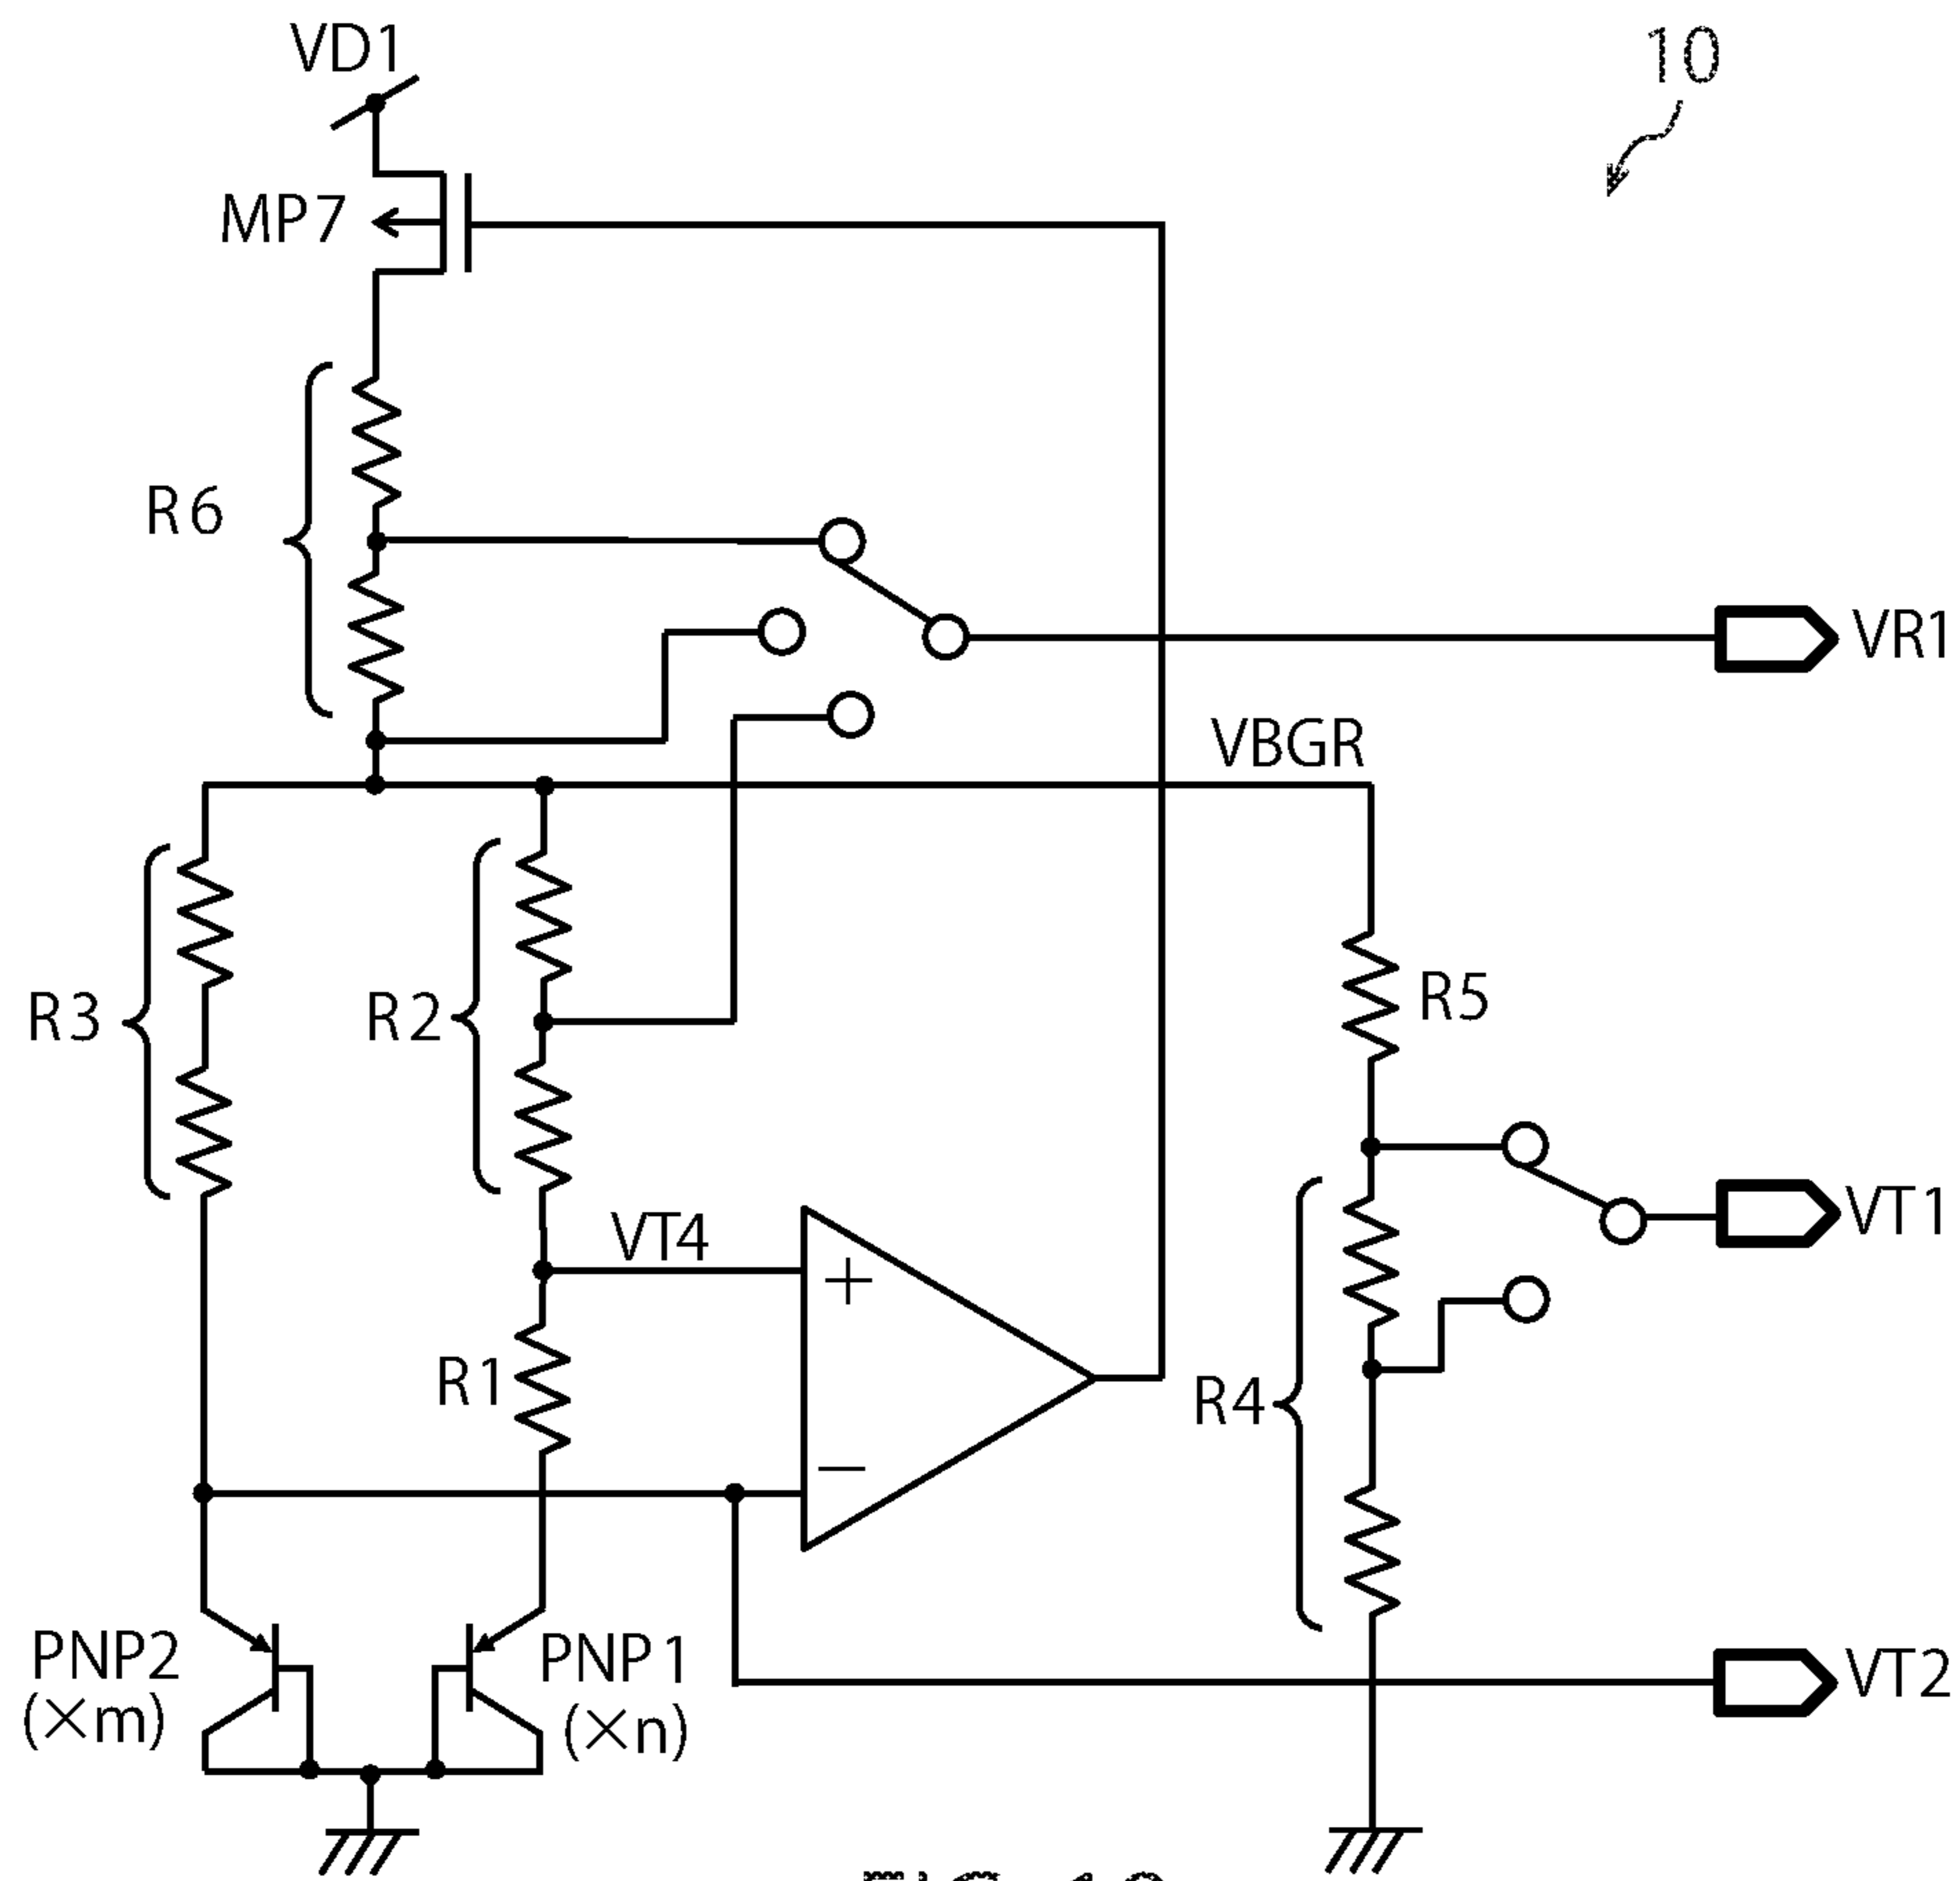 VD1
10
MP7
R6
VR1
VBGR
R3
R2
R5
VT4
VT1
+
R1
R4
−
PNP2
(×m)
PNP1
(×n)
VT2